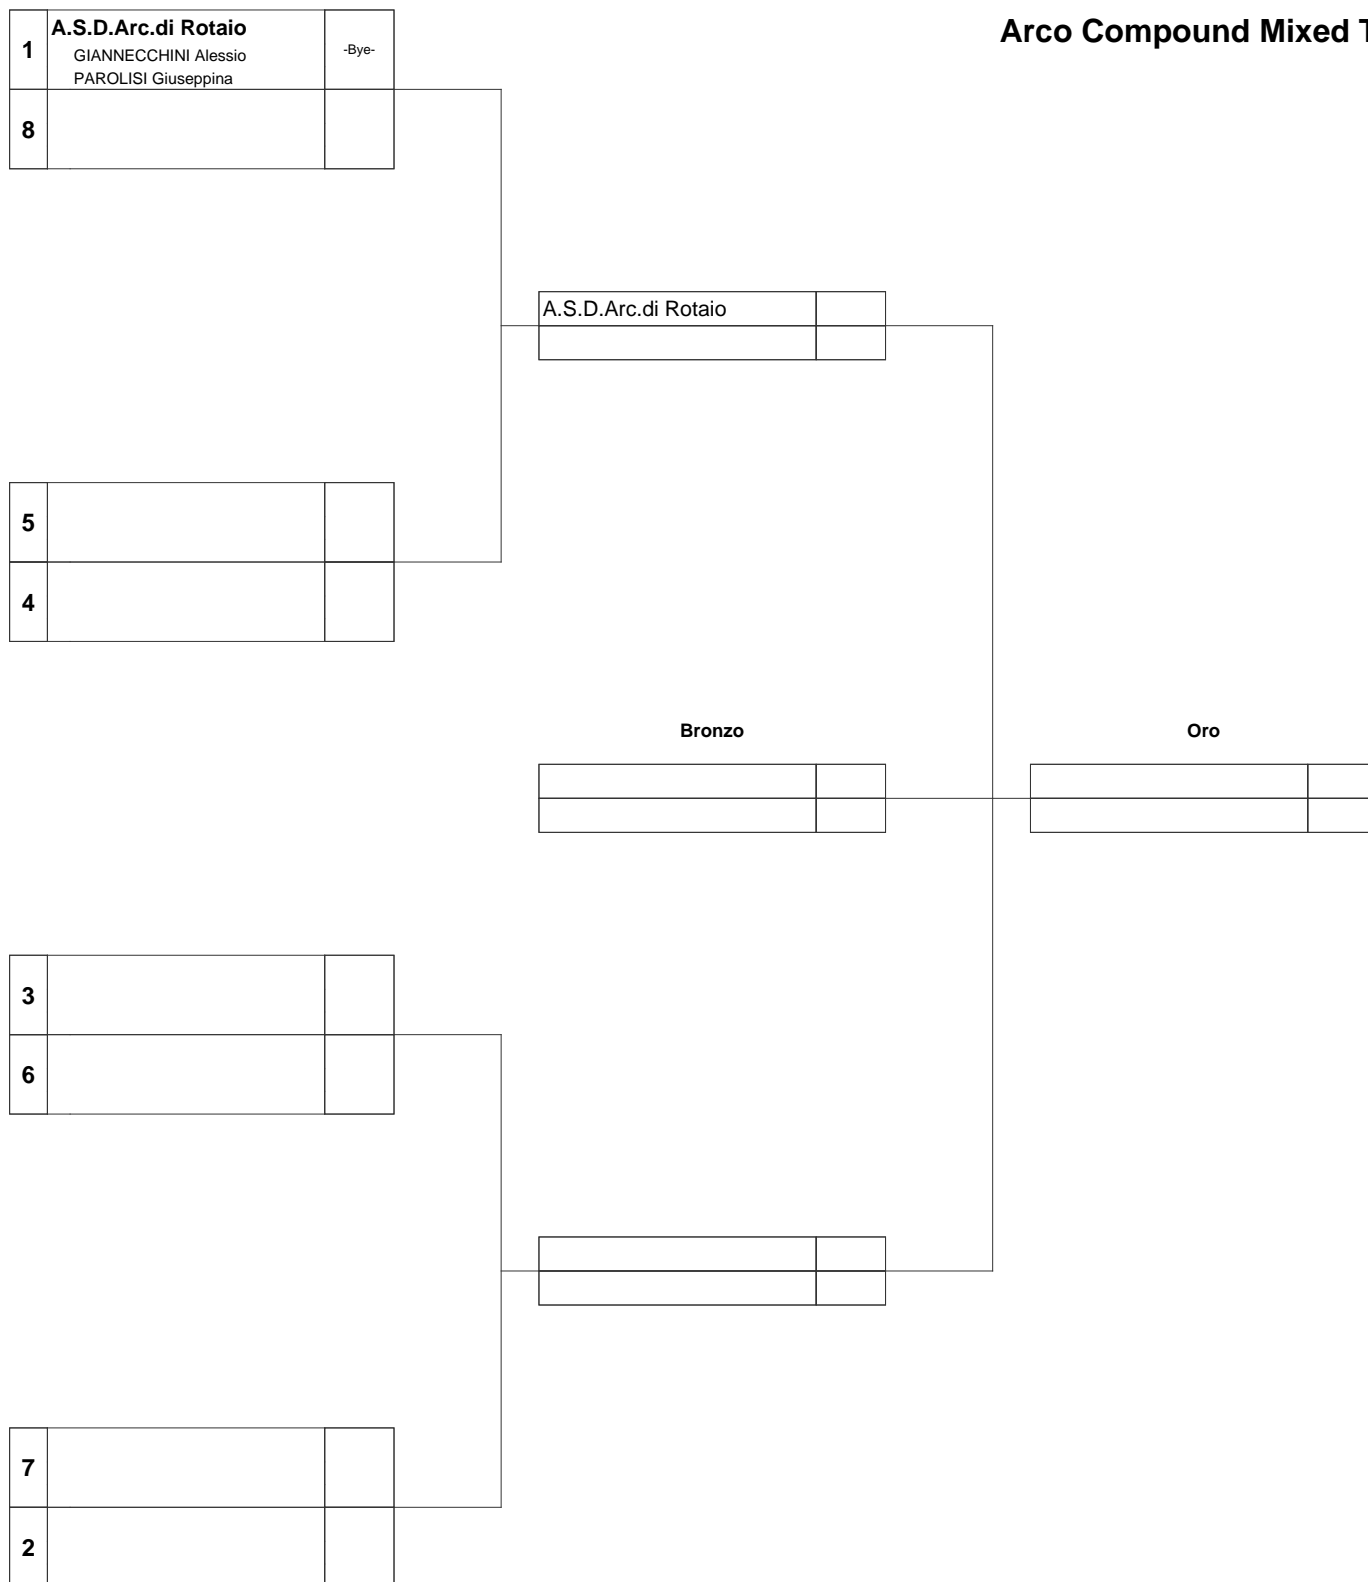 Arco Compound Mixed T
1
A.S.D.Arc.di Rotaio
GIANNECCHINI Alessio
PAROLISI Giuseppina
-Bye-
8
A.S.D.Arc.di Rotaio
5
4
Bronzo
Oro
3
6
7
2